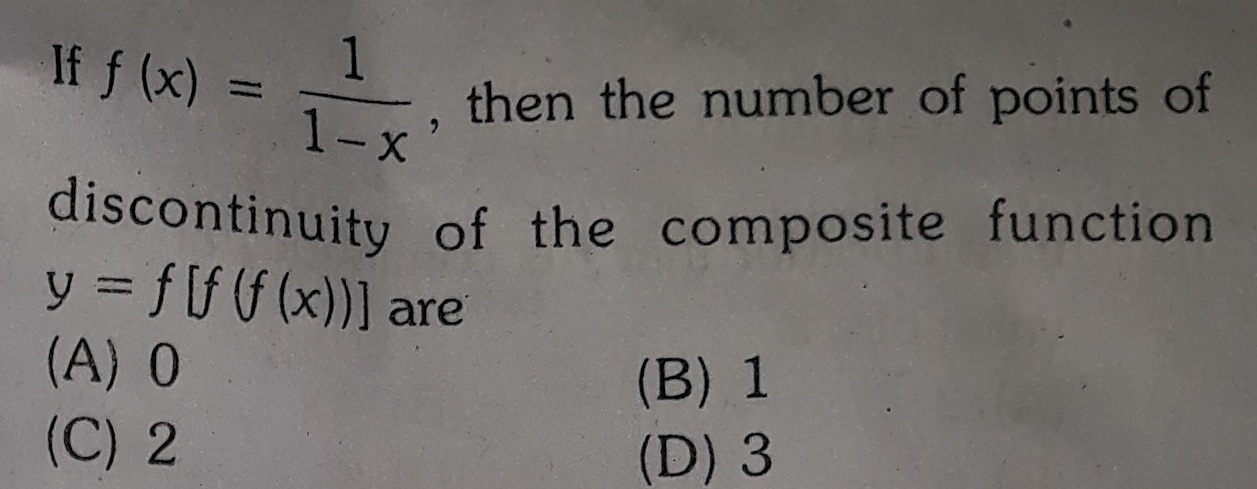 If f (x) = 1/(1-x), then the number of points of
discontinuity of the composite function
y = f [f (f (x))] are
(A) 0 (B) 1
(C) 2 (D) 3